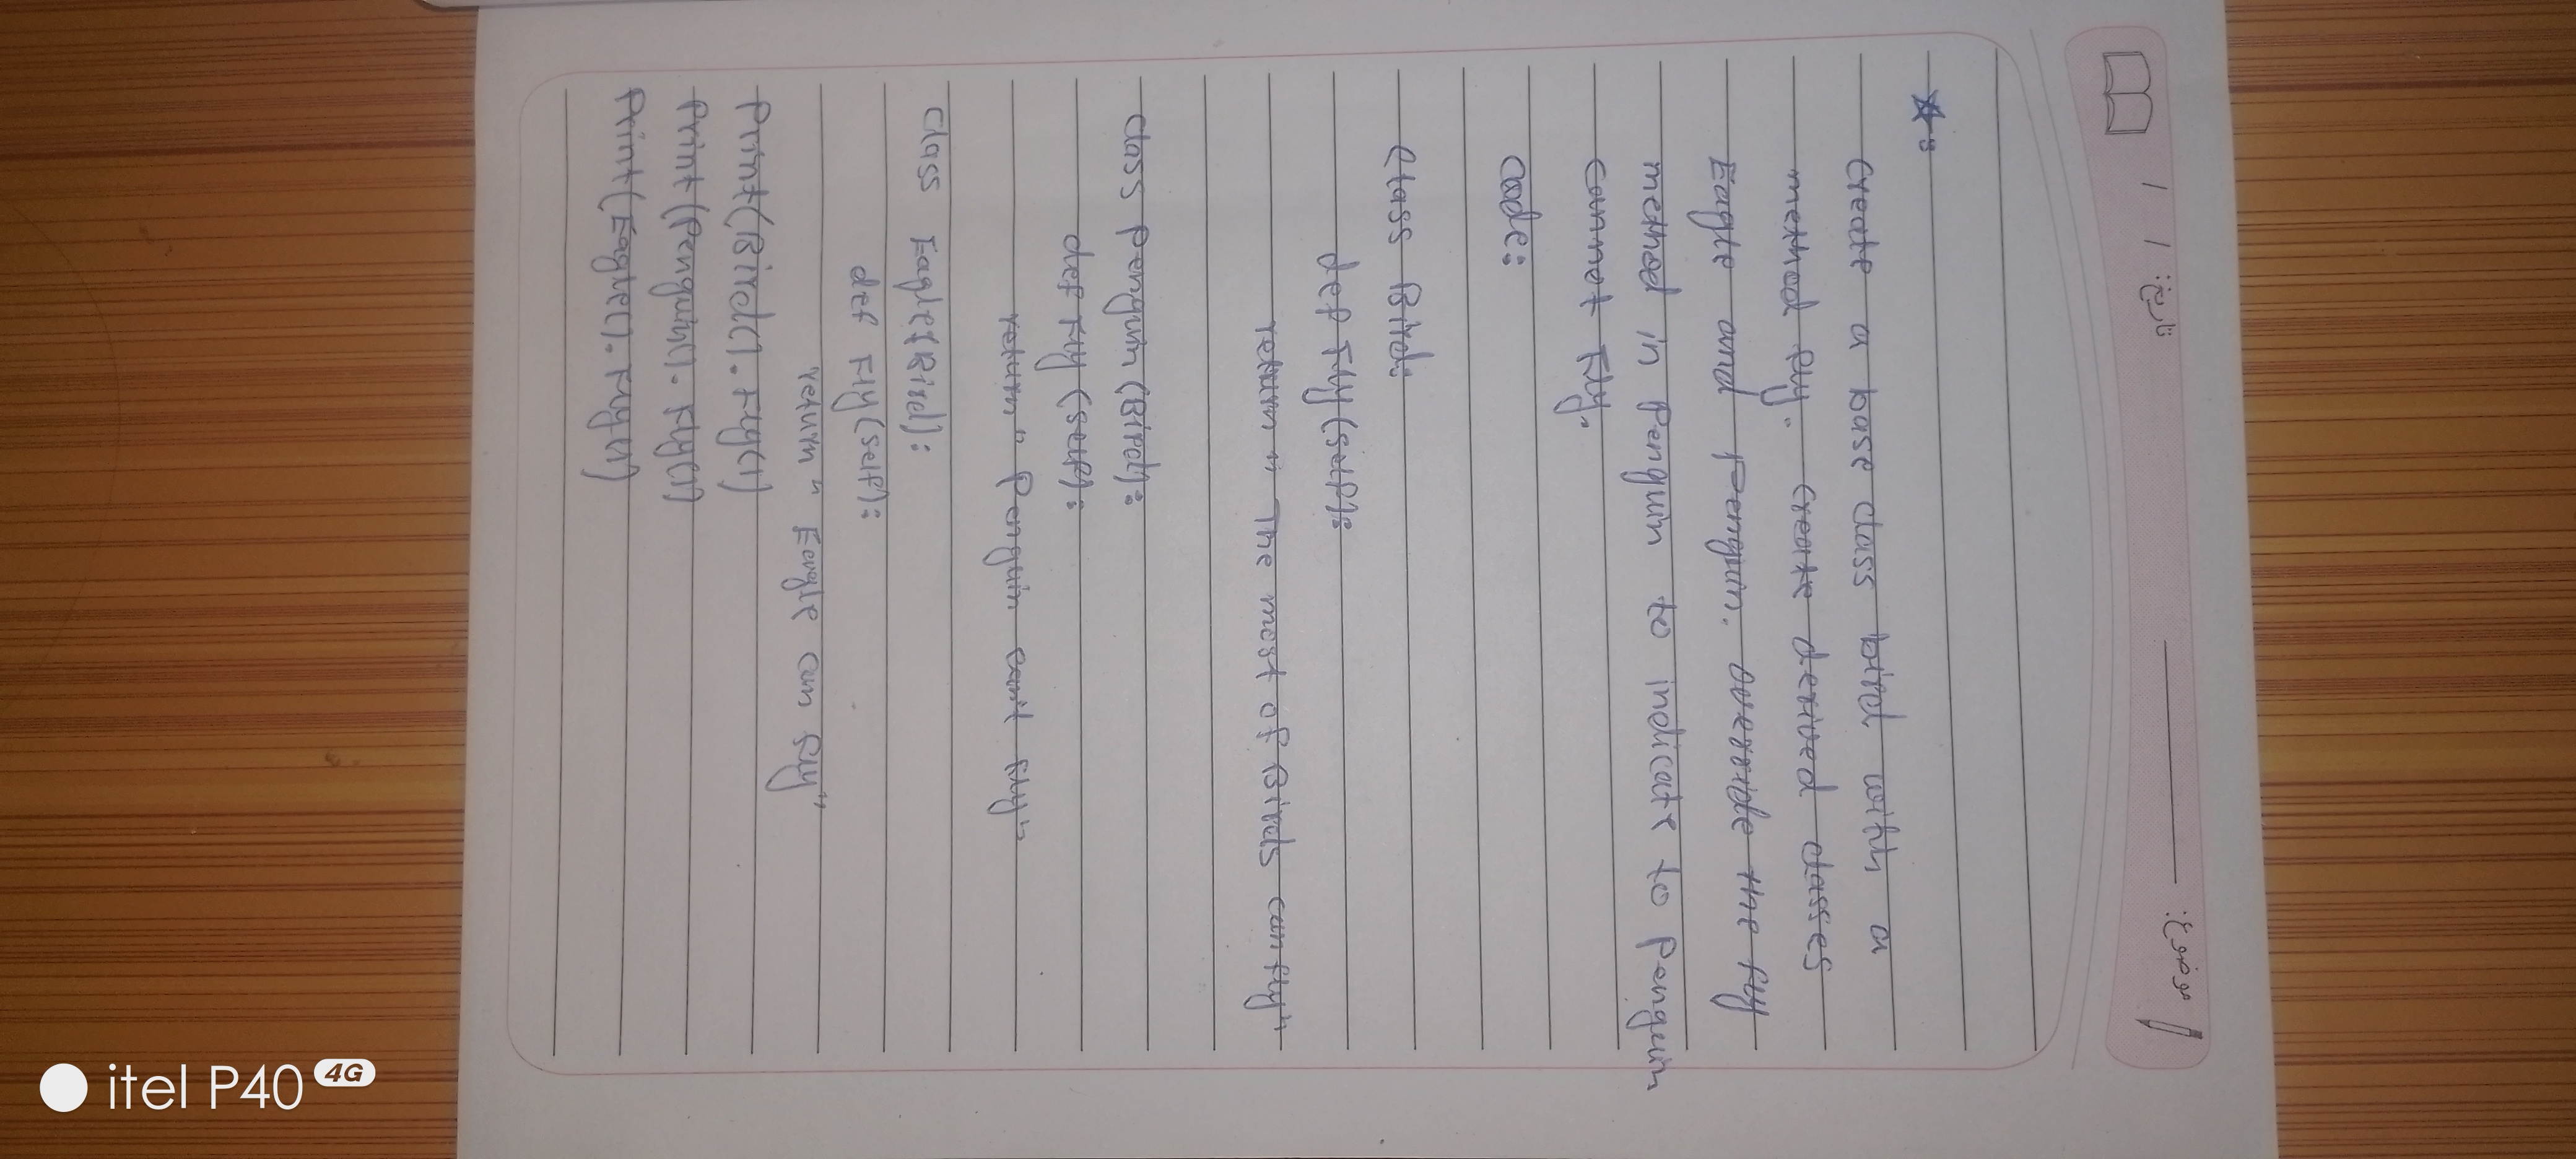 تاریخ: / /
موضوع:
create a base class bird with a
method fly. create derived classes
Eagle and Penguin. override the fly
method in Penguin to indicate to Pengein
cannot Fly.
Code:
Class Bird:
def Fly(self):
return " The most of Birds can fly"
class Penguin (Bird):
def Fly (self):
return " Penguin can't Fly"
class Eagle(Bird):
def Fly(self):
return " Eagle can fly"
Print(Bird().Fly())
Print(Penguin().Fly())
Print(Eagle().Fly())
itel P40 4G